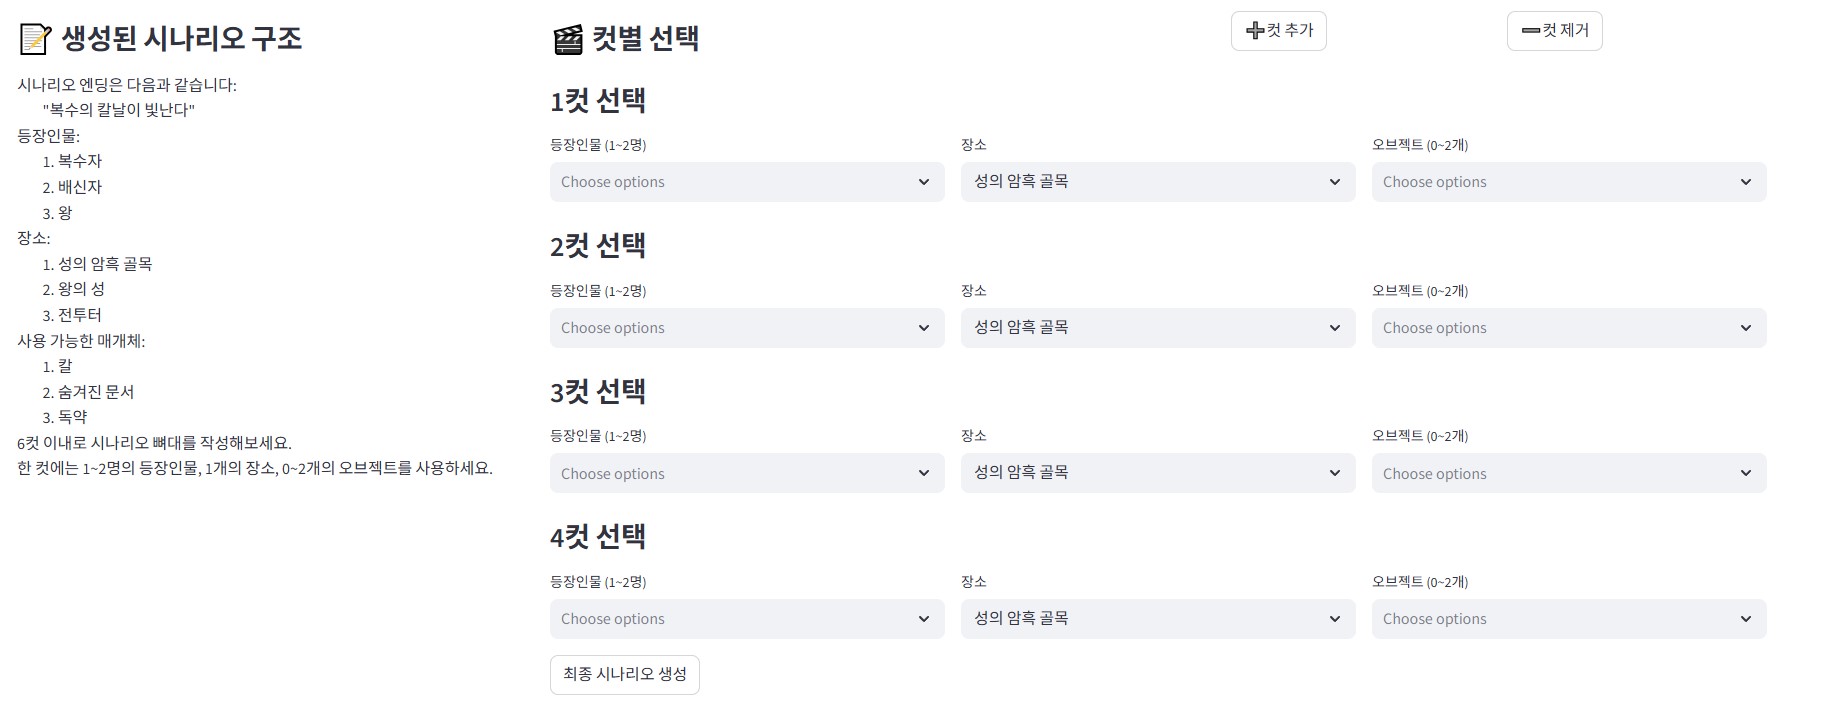 생성된 시나리오 구조
시나리오 엔딩은 다음과 같습니다:
"복수의 칼날이 빛난다"
등장인물:
1. 복수자
2. 배신자
3. 왕
장소:
1. 성의 암흑 골목
2. 왕의 성
3. 전투터
사용 가능한 매개체:
1. 칼
2. 숨겨진 문서
3. 독약
6컷 이내로 시나리오 뼈대를 작성해보세요.
한 컷에는 1~2명의 등장인물, 1개의 장소, 0~2개의 오브젝트를 사용하세요.
컷별 선택
➕컷 추가
➖컷 제거
1컷 선택
등장인물 (1~2명)
장소
오브젝트 (0~2개)
Choose options
성의 암흑 골목
Choose options
2컷 선택
등장인물 (1~2명)
장소
오브젝트 (0~2개)
Choose options
성의 암흑 골목
Choose options
3컷 선택
등장인물 (1~2명)
장소
오브젝트 (0~2개)
Choose options
성의 암흑 골목
Choose options
4컷 선택
등장인물 (1~2명)
장소
오브젝트 (0~2개)
Choose options
성의 암흑 골목
Choose options
최종 시나리오 생성